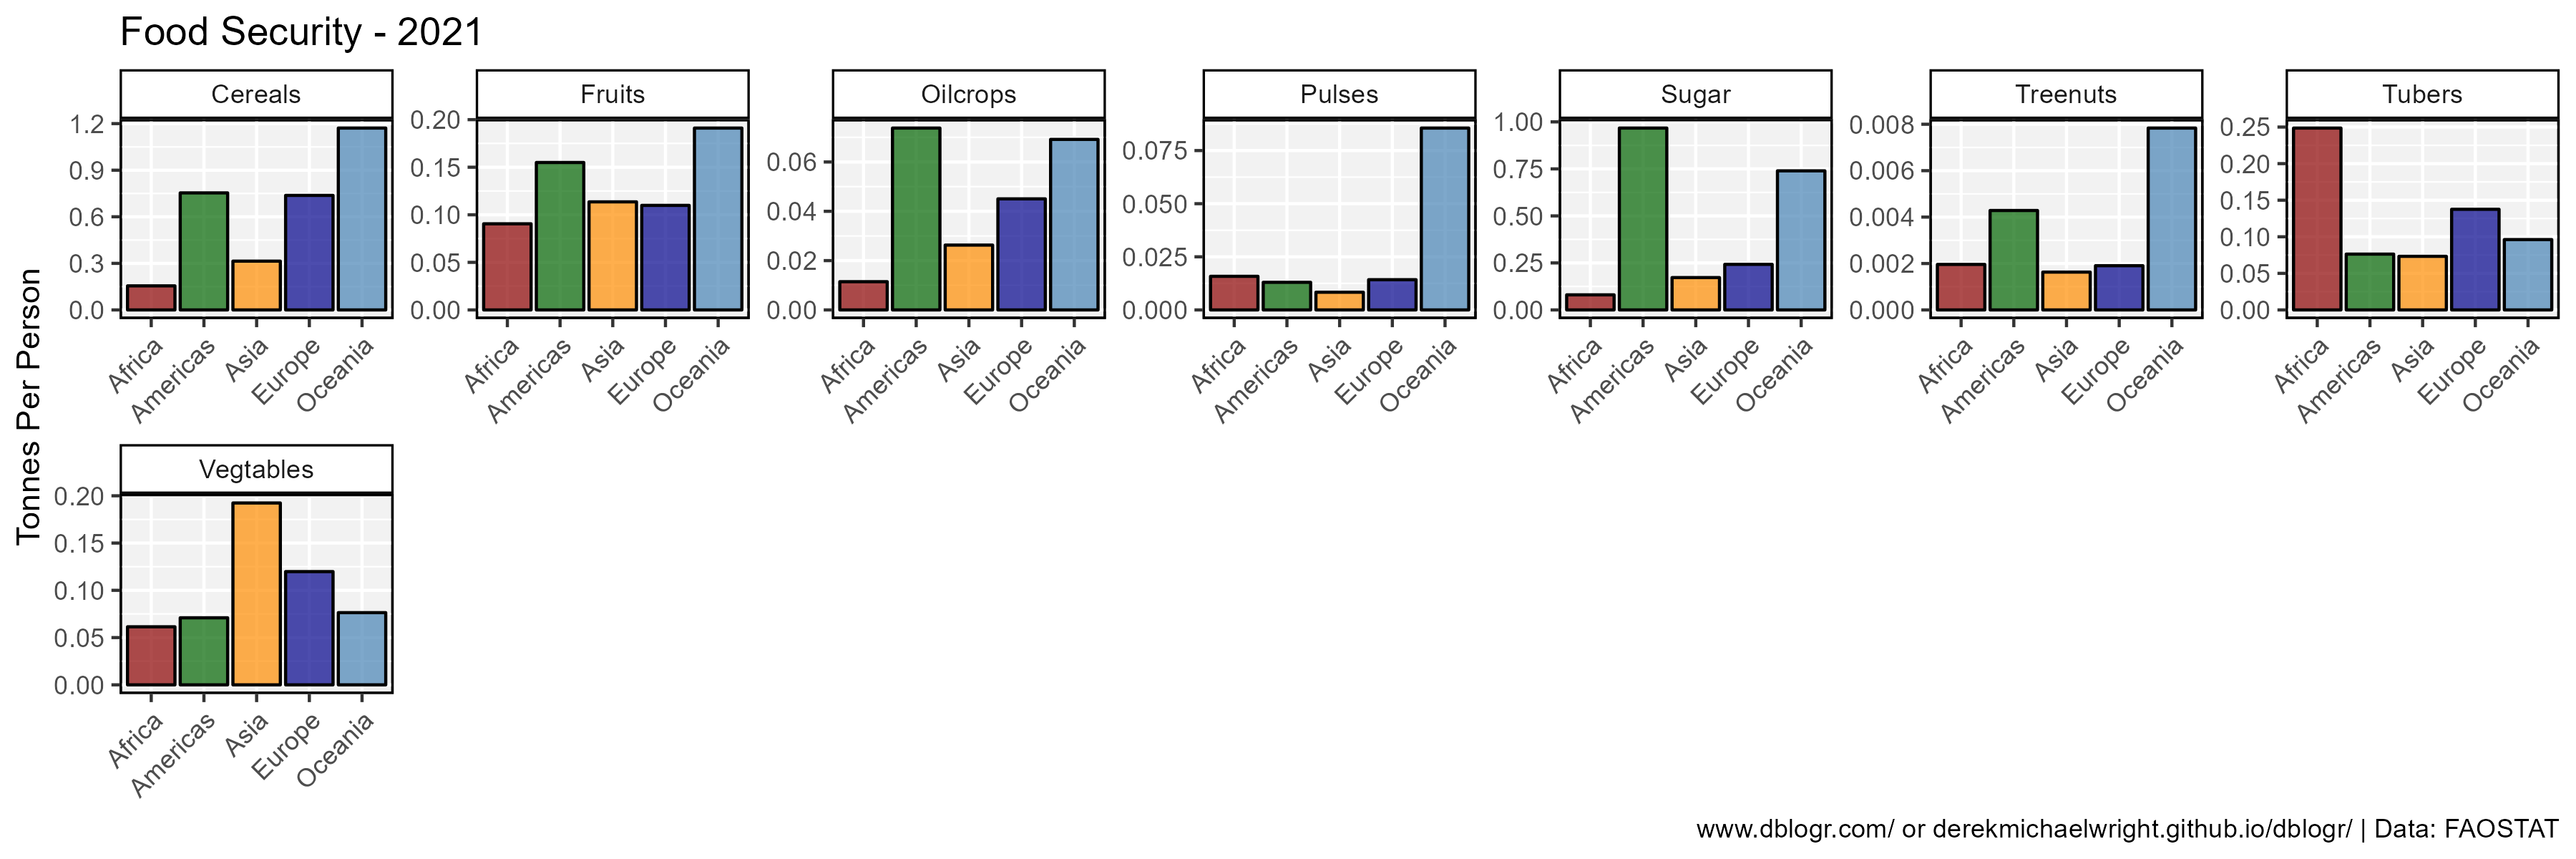 Food Security - 2021
Cereals Fruits Oilcrops Pulses Sugar Treenuts Tubers
1.2 0.9 0.6 0.3 0.0
0.20 0.15 0.10 0.05 0.00
0.06 0.04 0.02 0.00
0.075 0.050 0.025 0.000
1.00 0.75 0.50 0.25 0.00
0.008 0.006 0.004 0.002 0.000
0.25 0.20 0.15 0.10 0.05 0.00
Africa Americas Asia Europe Oceania
Africa Americas Asia Europe Oceania
Africa Americas Asia Europe Oceania
Africa Americas Asia Europe Oceania
Africa Americas Asia Europe Oceania
Africa Americas Asia Europe Oceania
Africa Americas Asia Europe Oceania
Tonnes Per Person
Vegtables
0.20 0.15 0.10 0.05 0.00
Africa Americas Asia Europe Oceania
www.dblogr.com/ or derekmichaelwright.github.io/dblogr/ | Data: FAOSTAT